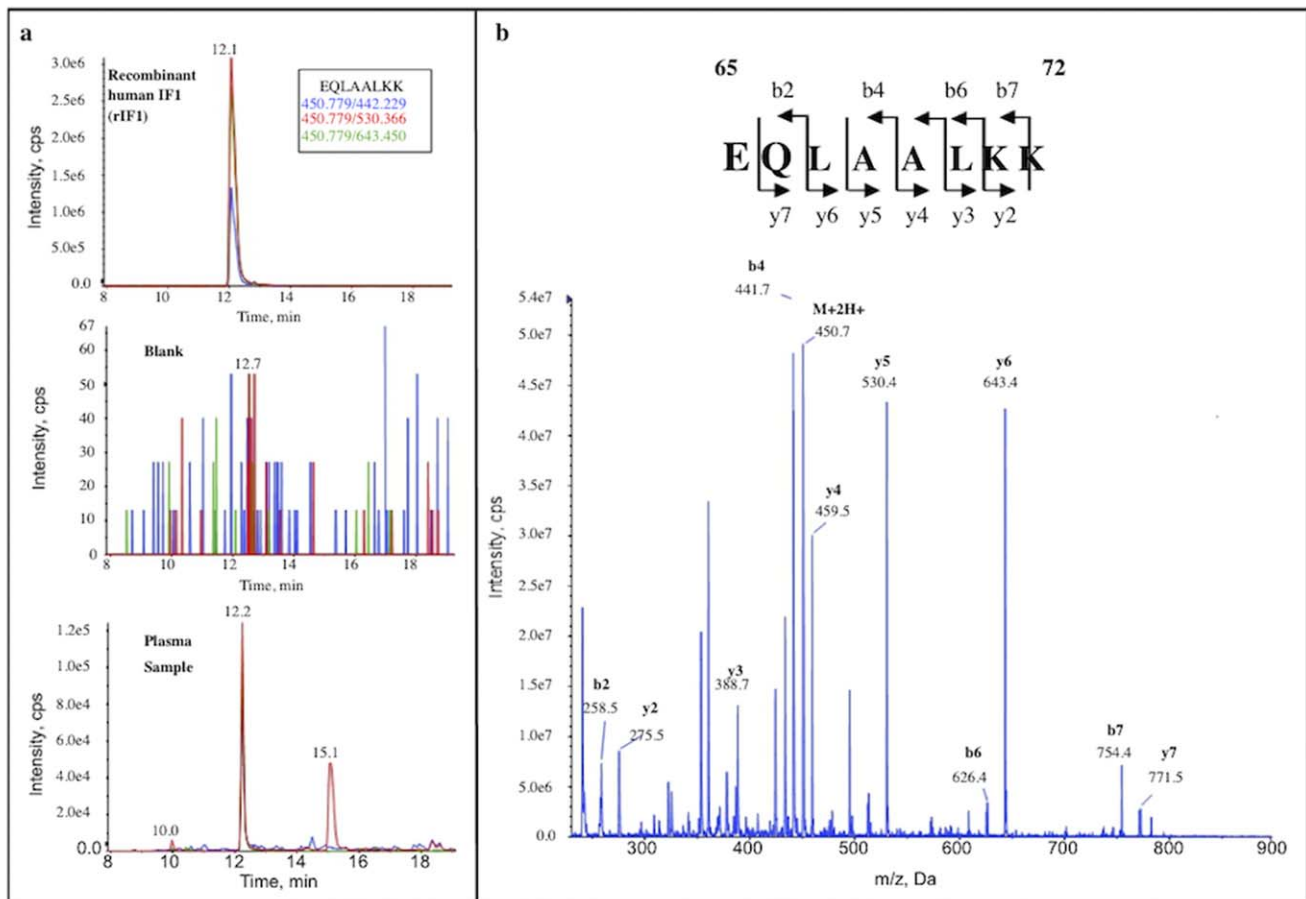 a
12.1
3.0e6
2.5e6
2.0e6
1.5e6
1.0e6
5.0e5
0.0
Intensity, cps
Recombinant
human IF1
(rIF1)
EQLAALKK
450.779/442.229
450.779/530.366
450.779/643.450
8 10 12 14 16 18
Time, min
67
60
50
40
30
20
10
0
Intensity, cps
Blank
12.7
8 10 12 14 16 18
Time, min
12.2
1.2e5
1.0e5
8.0e4
6.0e4
4.0e4
2.0e4
0.0
Intensity, cps
Plasma
Sample
15.1
10.0
8 10 12 14 16 18
Time, min
b
65 72
b2 b4 b6 b7
E Q L A A L K K
y7 y6 y5 y4 y3 y2
b4
441.7
M+2H+
450.7
y5
530.4
y6
643.4
y4
459.5
y3
388.7
b2
258.5
y2
275.5
b6
626.4
b7
754.4
y7
771.5
5.4e7
5.0e7
4.5e7
4.0e7
3.5e7
3.0e7
2.5e7
2.0e7
1.5e7
1.0e7
5.0e6
0.0
Intensity, cps
300 400 500 600 700 800 900
m/z, Da